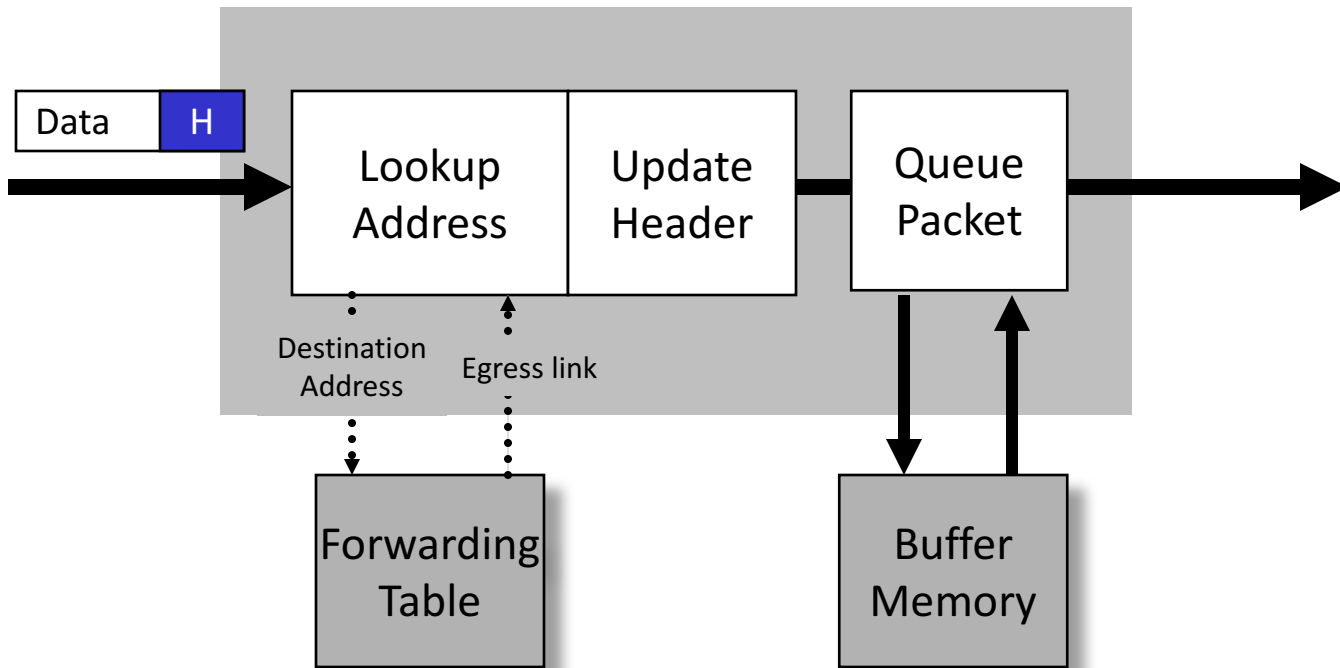 Data
H
Lookup
Address
Update
Header
Queue
Packet
Destination
Address
Egress link
Forwarding
Table
Buffer
Memory